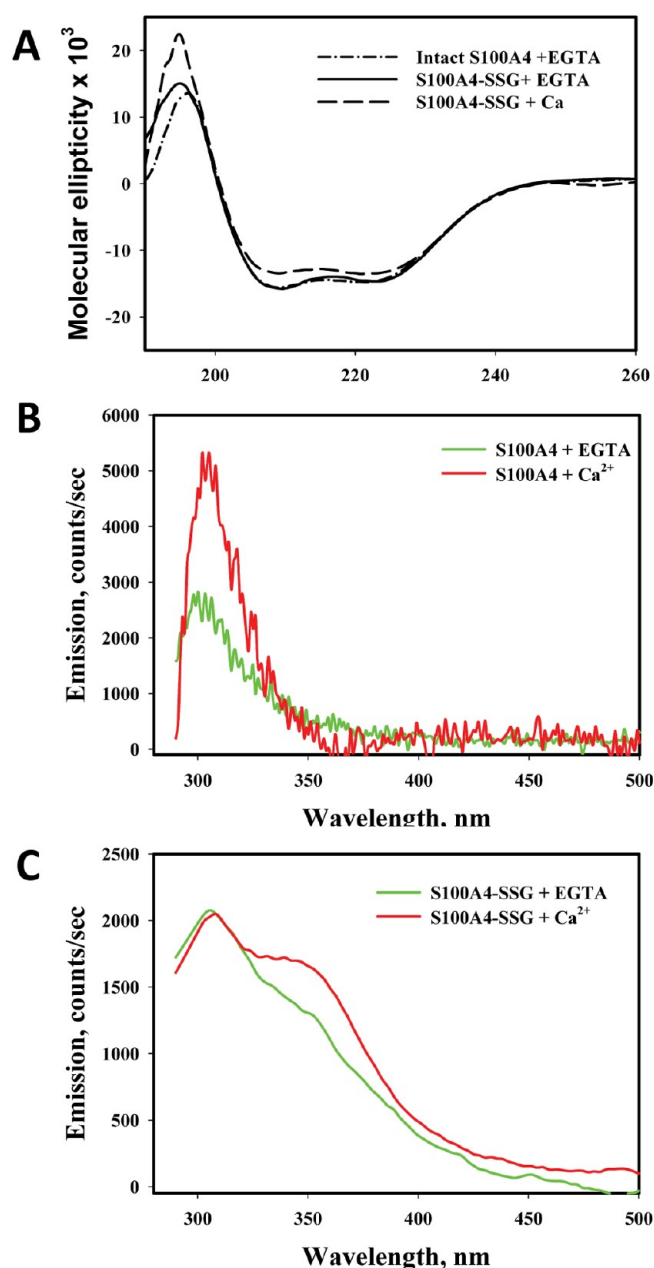 A
Molecular ellipticity x 10³
20
10
0
-10
-20
Intact S100A4 +EGTA
S100A4-SSG+ EGTA
S100A4-SSG + Ca
200
220
240
260
B
Emission, counts/sec
6000
5000
4000
3000
2000
1000
0
S100A4 + EGTA
S100A4 + Ca²⁺
300
350
400
450
500
Wavelength, nm
C
Emission, counts/sec
2500
2000
1500
1000
500
0
S100A4-SSG + EGTA
S100A4-SSG + Ca²⁺
300
350
400
450
500
Wavelength, nm